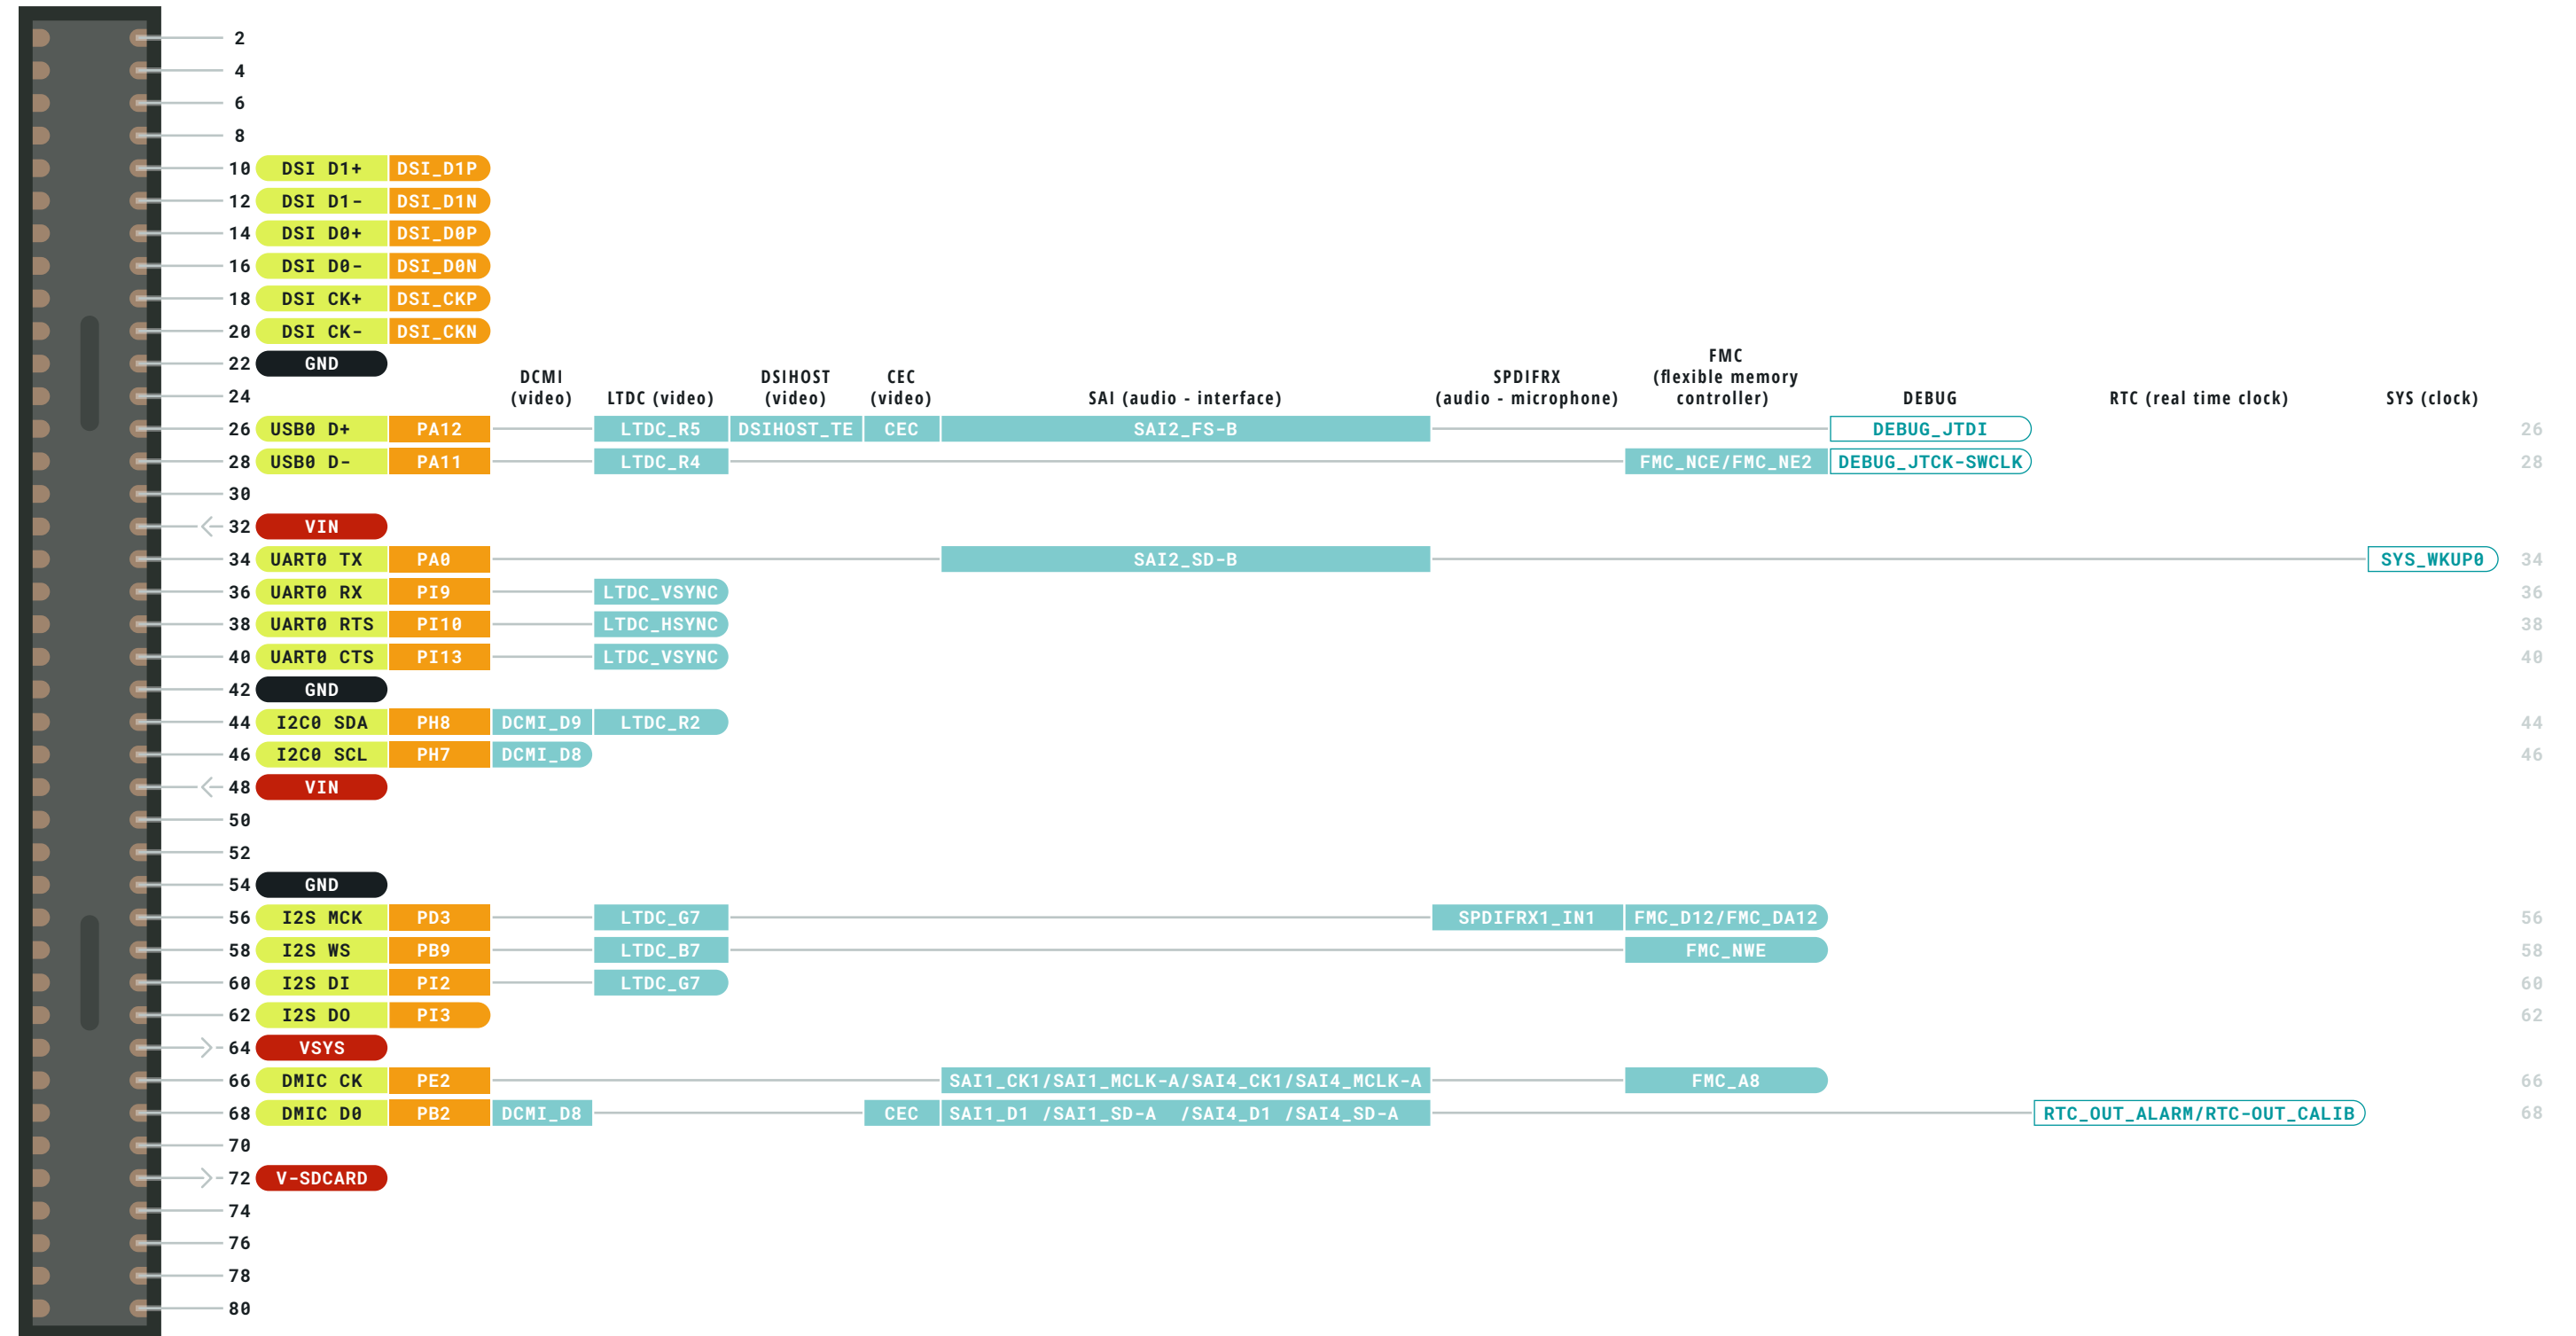 2
4
6
8
10 DSI D1+ DSI_D1P
12 DSI D1- DSI_D1N
14 DSI D0+ DSI_D0P
16 DSI D0- DSI_D0N
18 DSI CK+ DSI_CKP
20 DSI CK- DSI_CKN
22 GND
24
DCMI (video)
LTDC (video)
DSIHOST (video)
CEC (video)
SAI (audio - interface)
SPDIFRX (audio - microphone)
FMC (flexible memory controller)
DEBUG
RTC (real time clock)
SYS (clock)
26 USB0 D+ PA12 LTDC_R5 DSIHOST_TE CEC SAI2_FS-B DEBUG_JTDI 26
28 USB0 D- PA11 LTDC_R4 FMC_NCE/FMC_NE2 DEBUG_JTCK-SWCLK 28
30
32 VIN
34 UART0 TX PA0 SAI2_SD-B SYS_WKUP0 34
36 UART0 RX PI9 LTDC_VSYNC 36
38 UART0 RTS PI10 LTDC_HSYNC 38
40 UART0 CTS PI13 LTDC_VSYNC 40
42 GND
44 I2C0 SDA PH8 DCMI_D9 LTDC_R2 44
46 I2C0 SCL PH7 DCMI_D8 46
48 VIN
50
52
54 GND
56 I2S MCK PD3 LTDC_G7 SPDIFRX1_IN1 FMC_D12/FMC_DA12 56
58 I2S WS PB9 LTDC_B7 FMC_NWE 58
60 I2S DI PI2 LTDC_G7 60
62 I2S DO PI3 62
64 VSYS
66 DMIC CK PE2 SAI1_CK1/SAI1_MCLK-A/SAI4_CK1/SAI4_MCLK-A FMC_A8 66
68 DMIC D0 PB2 DCMI_D8 CEC SAI1_D1 /SAI1_SD-A /SAI4_D1 /SAI4_SD-A RTC_OUT_ALARM/RTC-OUT_CALIB 68
70
72 V-SDCARD
74
76
78
80